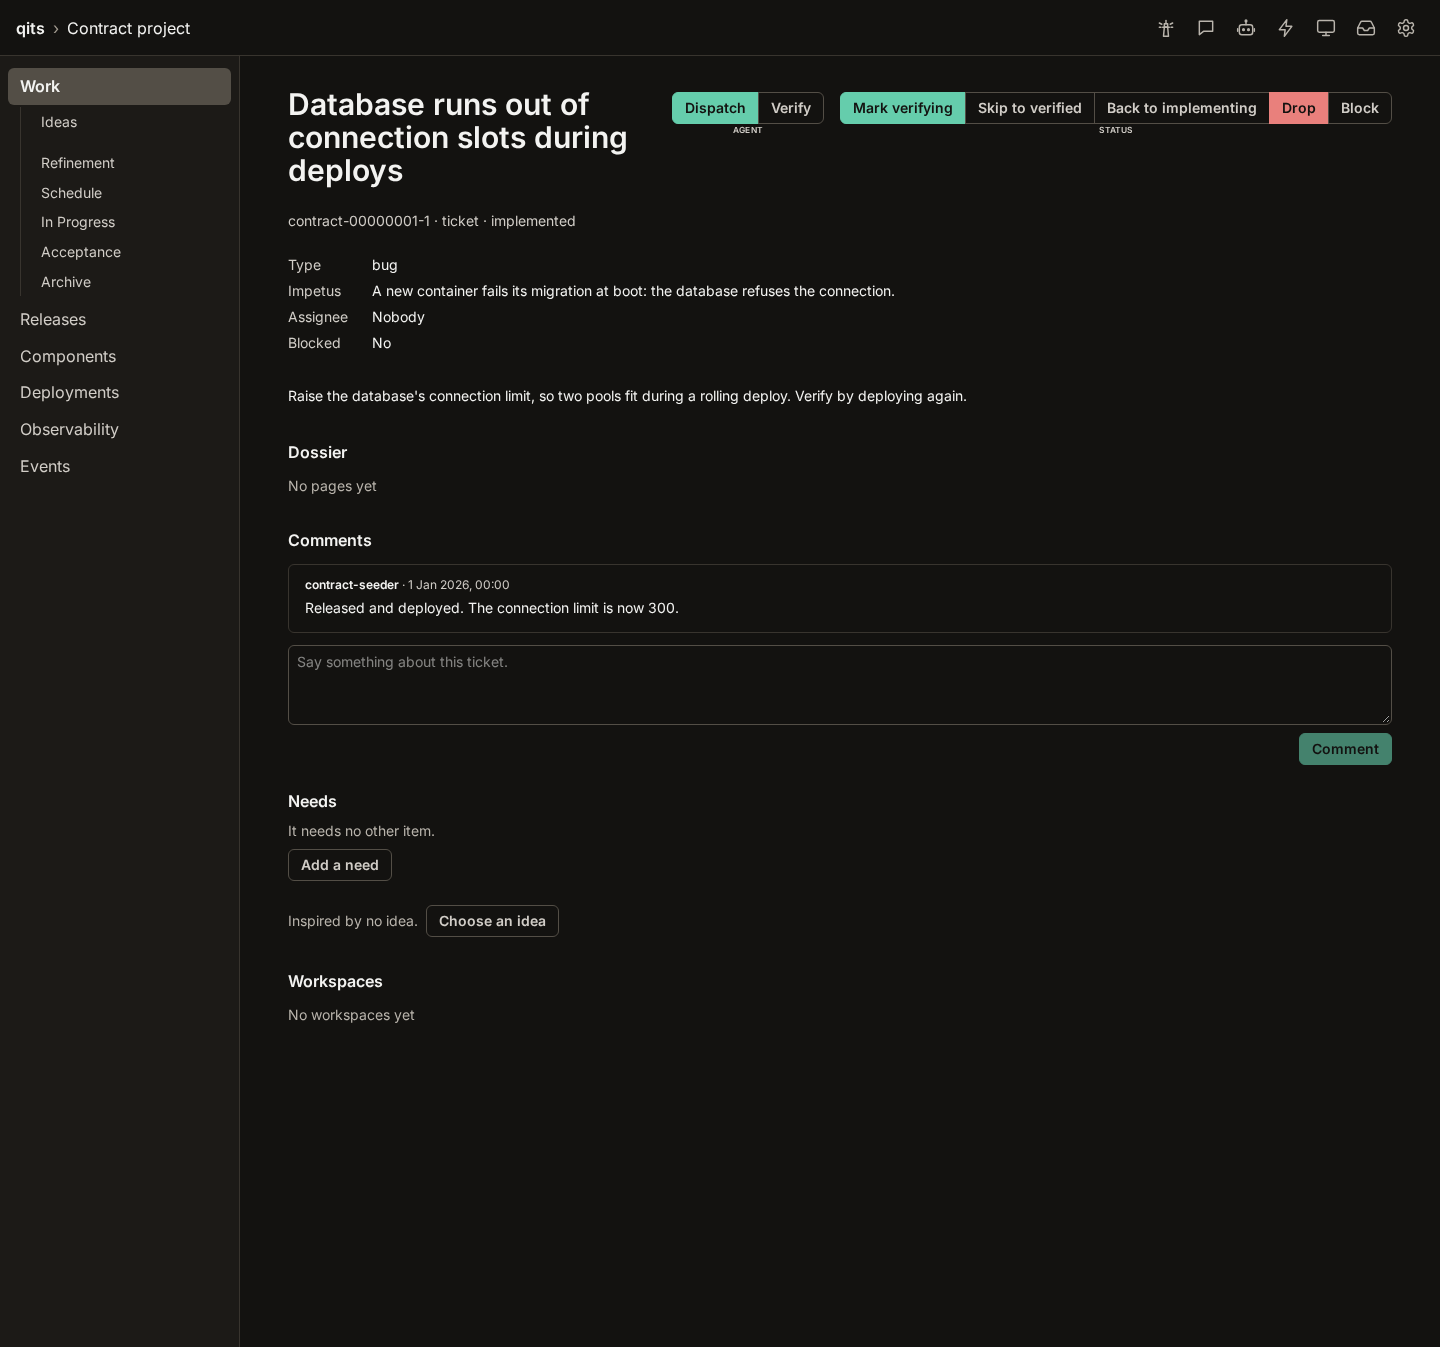 qits › Contract project
Work
Ideas
Refinement
Schedule
In Progress
Acceptance
Archive
Releases
Components
Deployments
Observability
Events
Database runs out of
connection slots during
deploys
Dispatch Verify
AGENT
Mark verifying Skip to verified Back to implementing Drop Block
STATUS
contract-00000001-1 · ticket · implemented
Type bug
Impetus A new container fails its migration at boot: the database refuses the connection.
Assignee Nobody
Blocked No
Raise the database's connection limit, so two pools fit during a rolling deploy. Verify by deploying again.
Dossier
No pages yet
Comments
contract-seeder · 1 Jan 2026, 00:00
Released and deployed. The connection limit is now 300.
Say something about this ticket.
Comment
Needs
It needs no other item.
Add a need
Inspired by no idea. Choose an idea
Workspaces
No workspaces yet